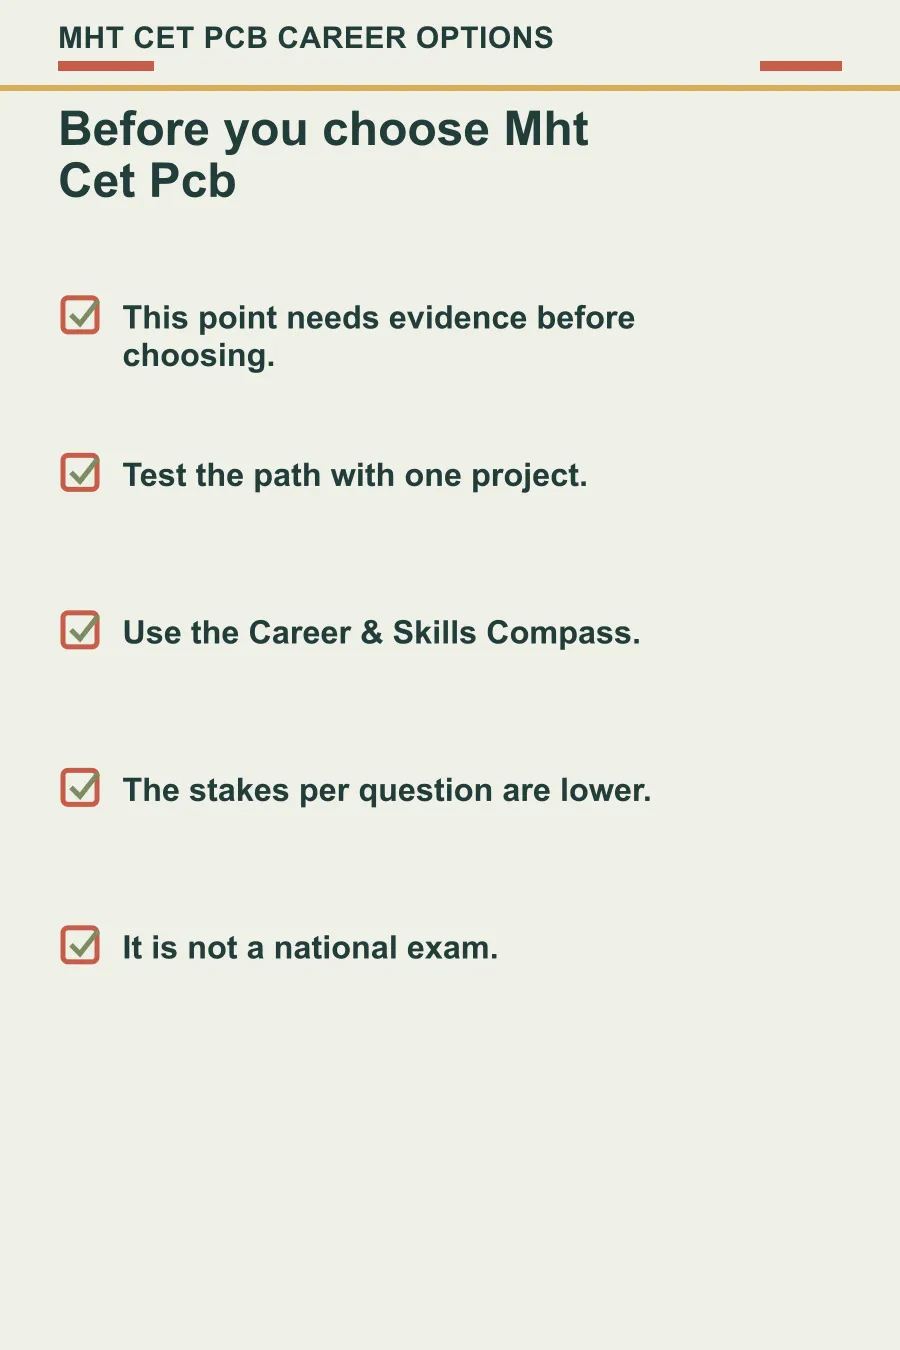 MHT CET PCB CAREER OPTIONS
Before you choose Mht
Cet Pcb
This point needs evidence before
choosing.
Test the path with one project.
Use the Career & Skills Compass.
The stakes per question are lower.
It is not a national exam.